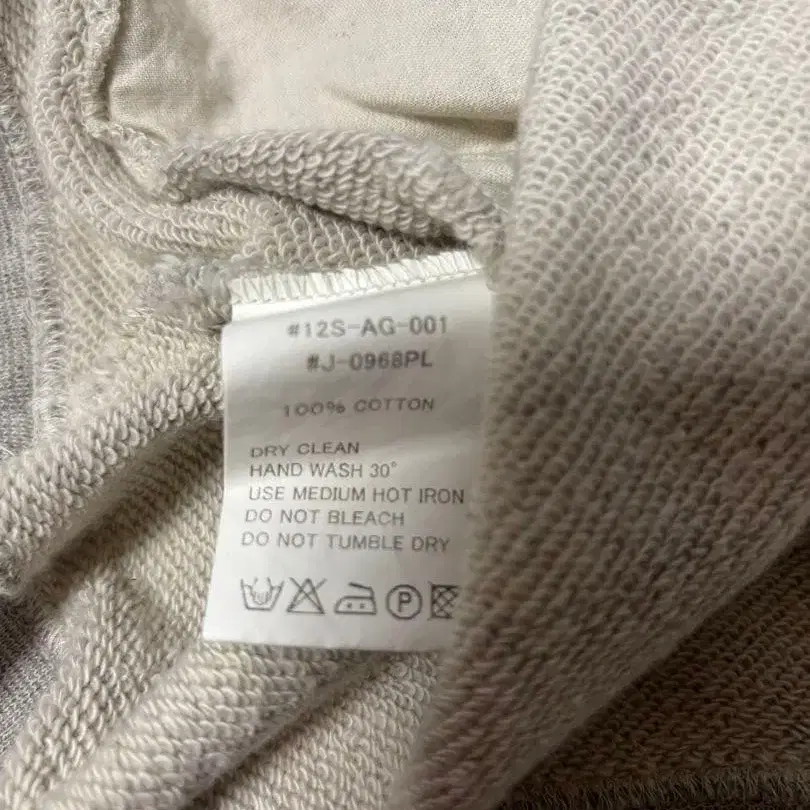 #12S-AG-001
#J-0968PL
100% COTTON
DRY CLEAN
HAND WASH 30°
USE MEDIUM HOT IRON
DO NOT BLEACH
DO NOT TUMBLE DRY
P